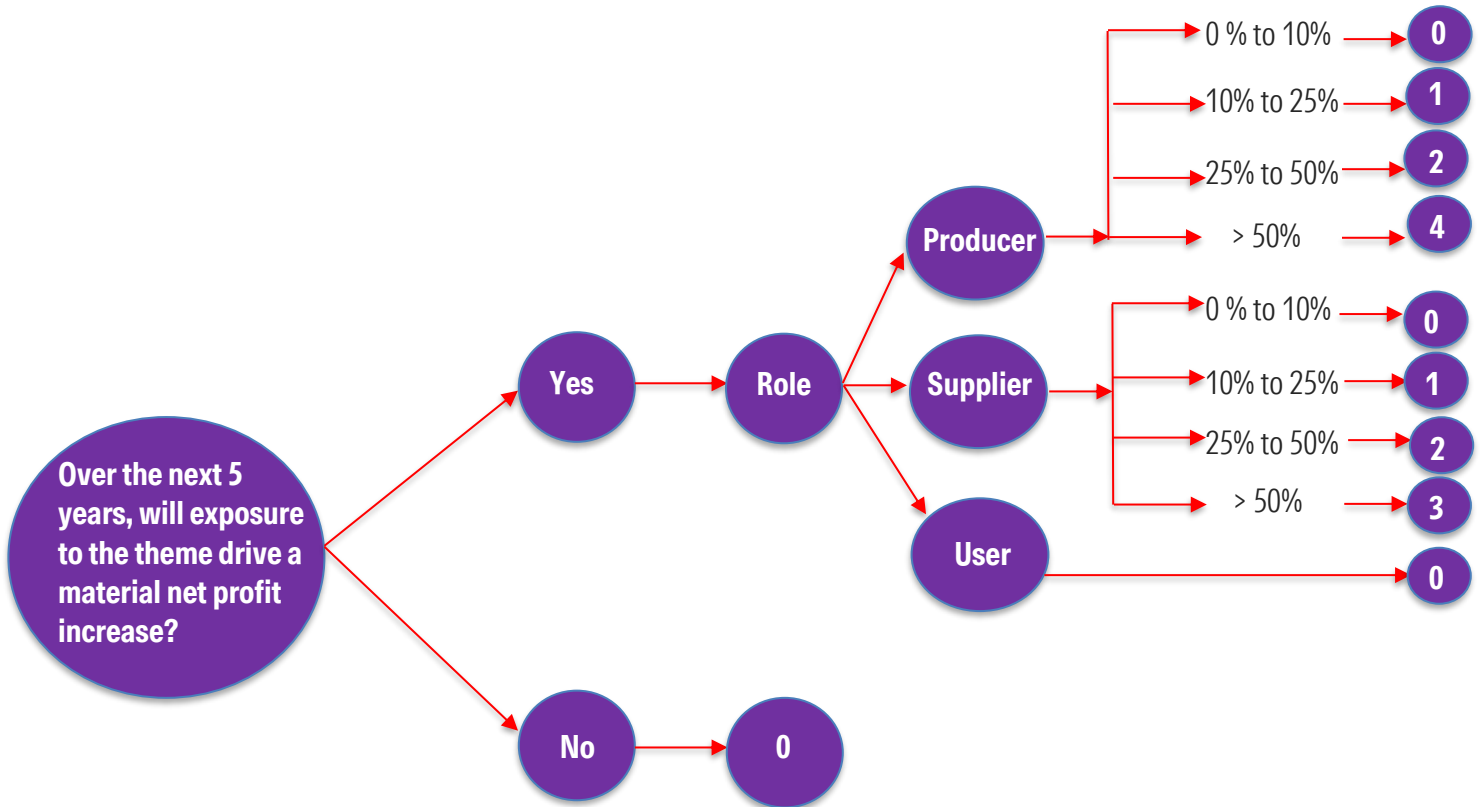 Over the next 5
years, will exposure
to the theme drive a
material net profit
increase?
Yes
No
0
Role
Producer
0 % to 10%
0
10% to 25%
1
25% to 50%
2
> 50%
4
Supplier
0 % to 10%
0
10% to 25%
1
25% to 50%
2
> 50%
3
User
0